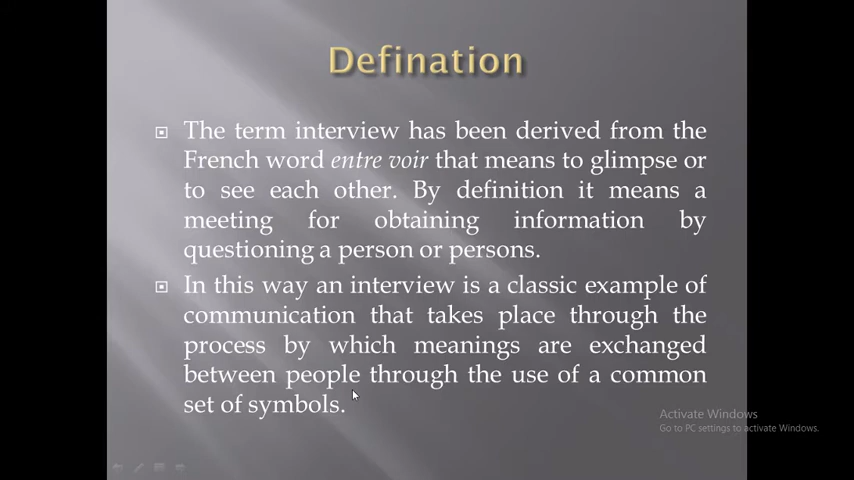 Defination
The term interview has been derived from the
French word entre voir that means to glimpse or
to see each other. By definition it means a
meeting for obtaining information by
questioning a person or persons.
In this way an interview is a classic example of
communication that takes place through the
process by which meanings are exchanged
between people through the use of a common
set of symbols.
Activate Windows
Go to PC settings to activate Windows.